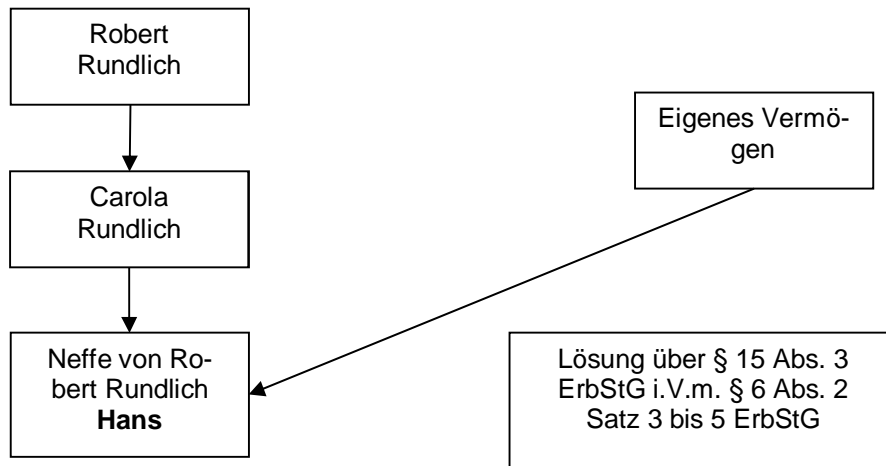 Robert
Rundlich
Eigenes Vermö-
gen
Carola
Rundlich
Neffe von Ro-
bert Rundlich
Hans
Lösung über § 15 Abs. 3
ErbStG i.V.m. § 6 Abs. 2
Satz 3 bis 5 ErbStG